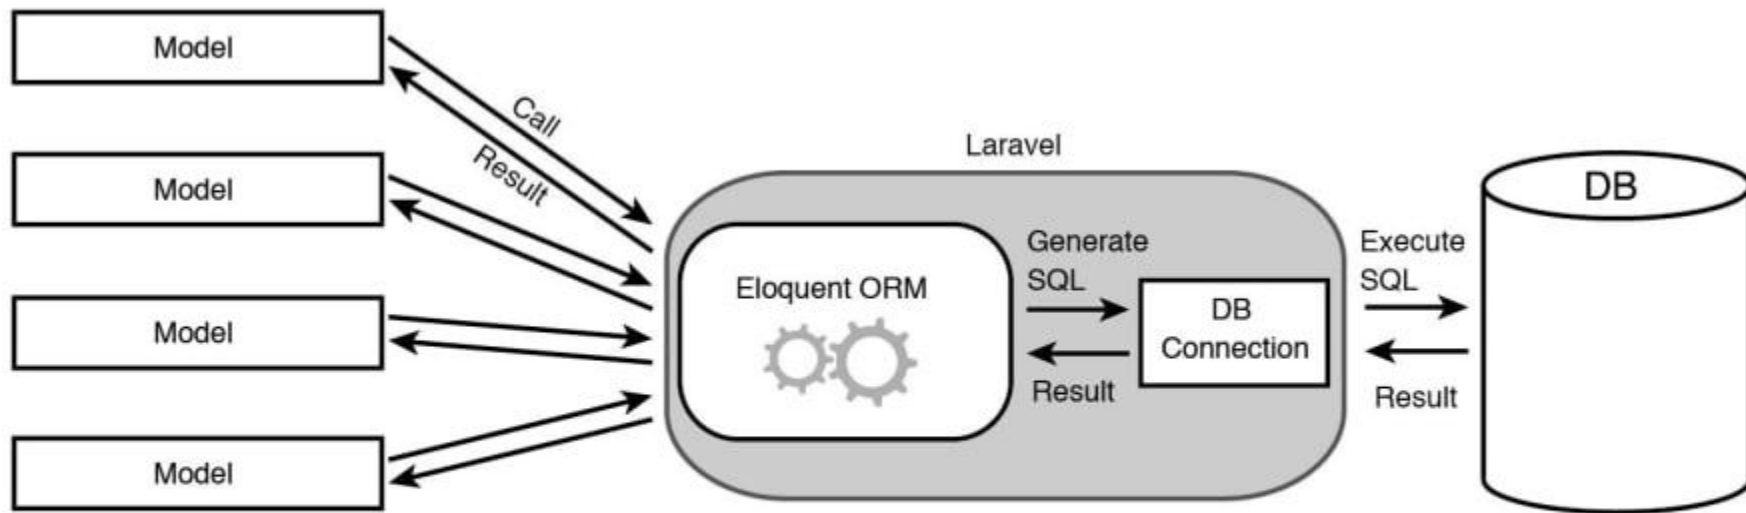 Model
Call
Result
Model
Model
Model
Laravel
Eloquent ORM
Generate
SQL
Result
DB
Connection
Execute
SQL
Result
DB